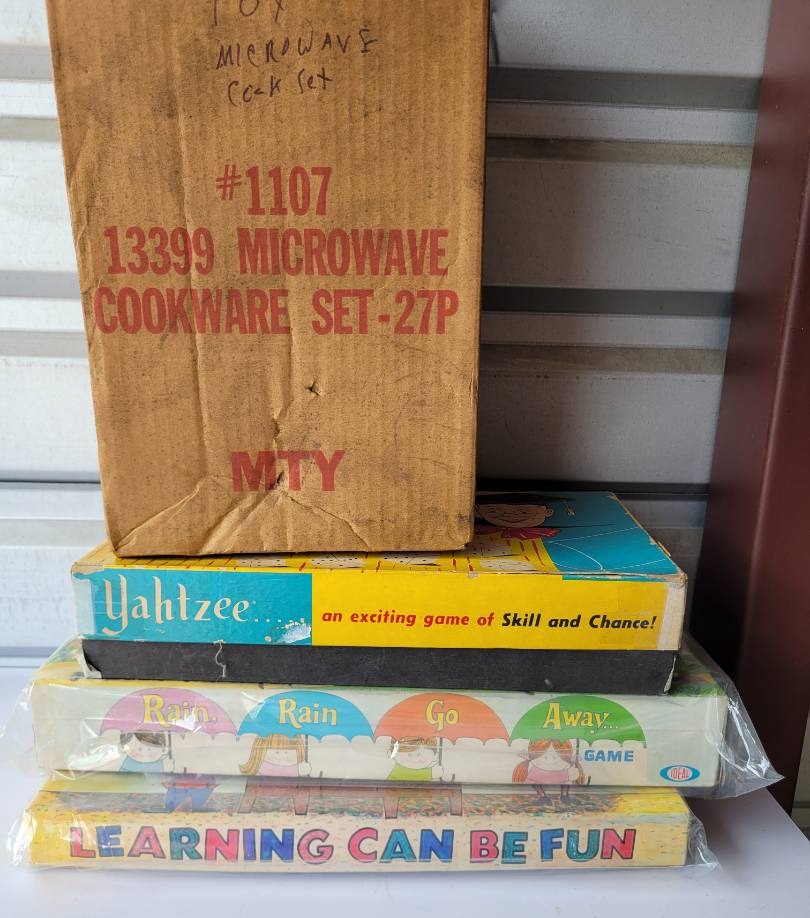 TOY
MICROWAVE
Cook Set
#1107
13399 MICROWAVE
COOKWARE SET-27P
MTY
Yahtzee.....
an exciting game of Skill and Chance!
Rain, Rain Go Away...
GAME
IDEAL
LEARNING CAN BE FUN